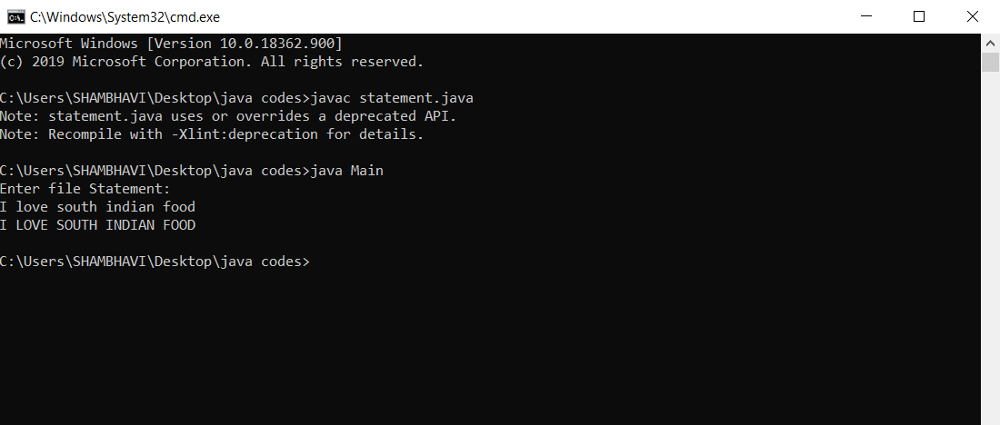 C:\Windows\System32\cmd.exe
Microsoft Windows [Version 10.0.18362.900]
(c) 2019 Microsoft Corporation. All rights reserved.
C:\Users\SHAMBHAVI\Desktop\java codes>javac statement.java
Note: statement.java uses or overrides a deprecated API.
Note: Recompile with -Xlint:deprecation for details.
C:\Users\SHAMBHAVI\Desktop\java codes>java Main
Enter file Statement:
I love south indian food
I LOVE SOUTH INDIAN FOOD
C:\Users\SHAMBHAVI\Desktop\java codes>